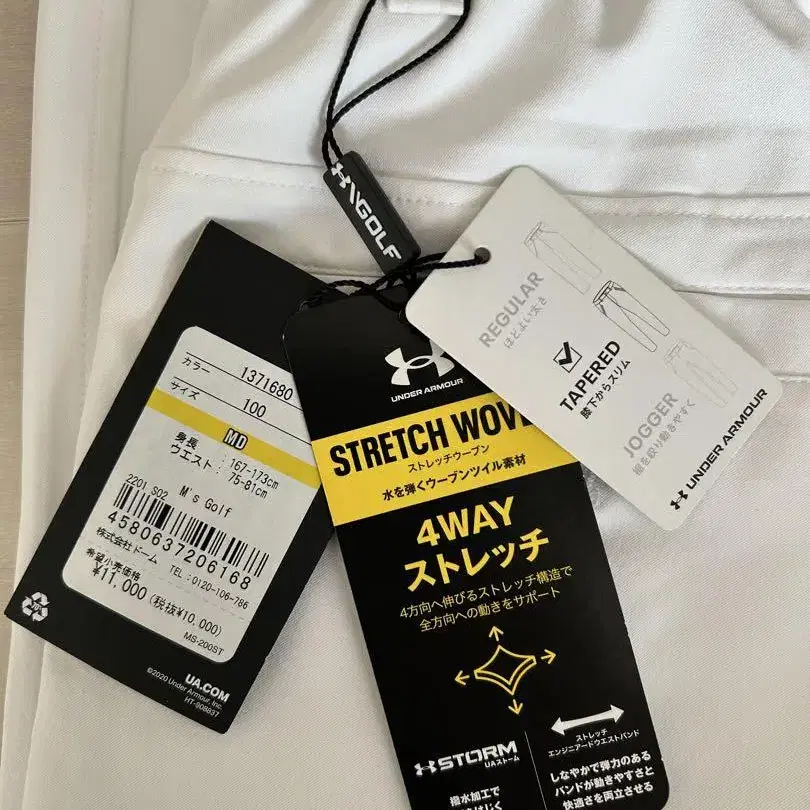 GOLF
カラー 1371680
サイズ 100
MD
身長 : 167-173cm
ウエスト: 75-81cm
2201 S02 M's Golf
4580637206168
株式会社ドーム TEL:0120-106-786
希望小売価格
¥11,000 (税抜¥10,000)
MS-200ST
UA.COM
©2020 Under Armour, Inc.
HT-908837
UNDER ARMOUR
STRETCH WOVE
ストレッチウーブン
水を弾くウーブンツイル素材
4WAY
ストレッチ
4方向へ伸びるストレッチ構造で
全方向への動きをサポート
STORM
UAストーム
撥水加工で
ストレッチ
エンジニアードウエストバンド
しなやかで弾力のある
バンドが動きやすさと
快適さを両立させる
REGULAR
ほどよい太さ
TAPERED
膝下からスリム
JOGGER
裾を絞り動きやすく
UNDER ARMOUR